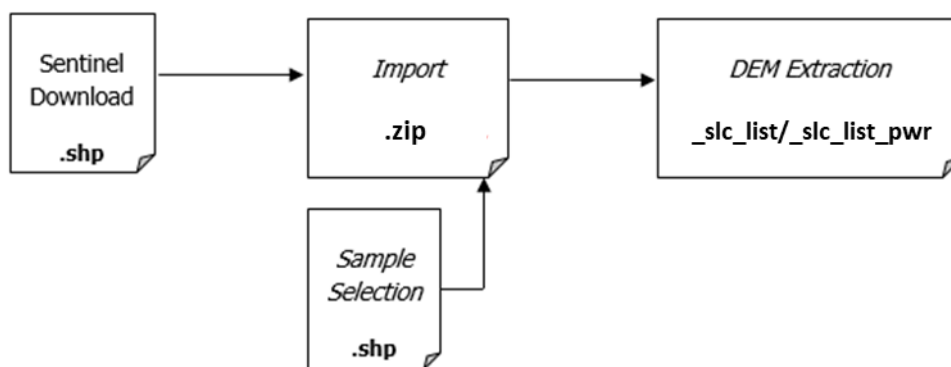 Sentinel
Download
.shp
Import
.zip
DEM Extraction
_slc_list/_slc_list_pwr
Sample
Selection
.shp